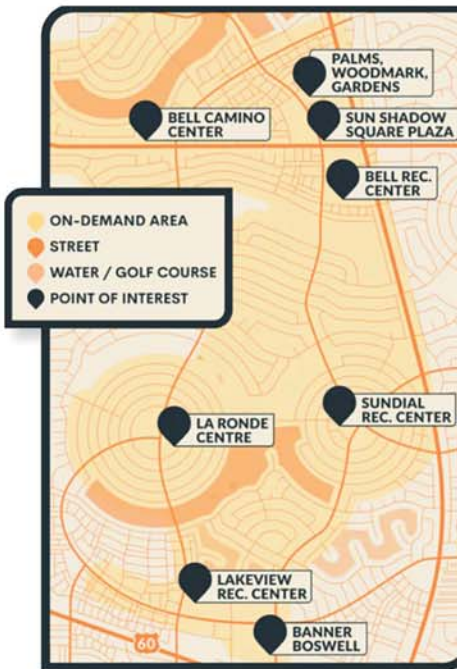 PALMS,
WOODMARK,
GARDENS
BELL CAMINO
CENTER
SUN SHADOW
SQUARE PLAZA
BELL REC.
CENTER
ON-DEMAND AREA
STREET
WATER / GOLF COURSE
POINT OF INTEREST
SUNDIAL
REC. CENTER
LA RONDE
CENTRE
LAKEVIEW
REC. CENTER
BANNER
BOSWELL
60